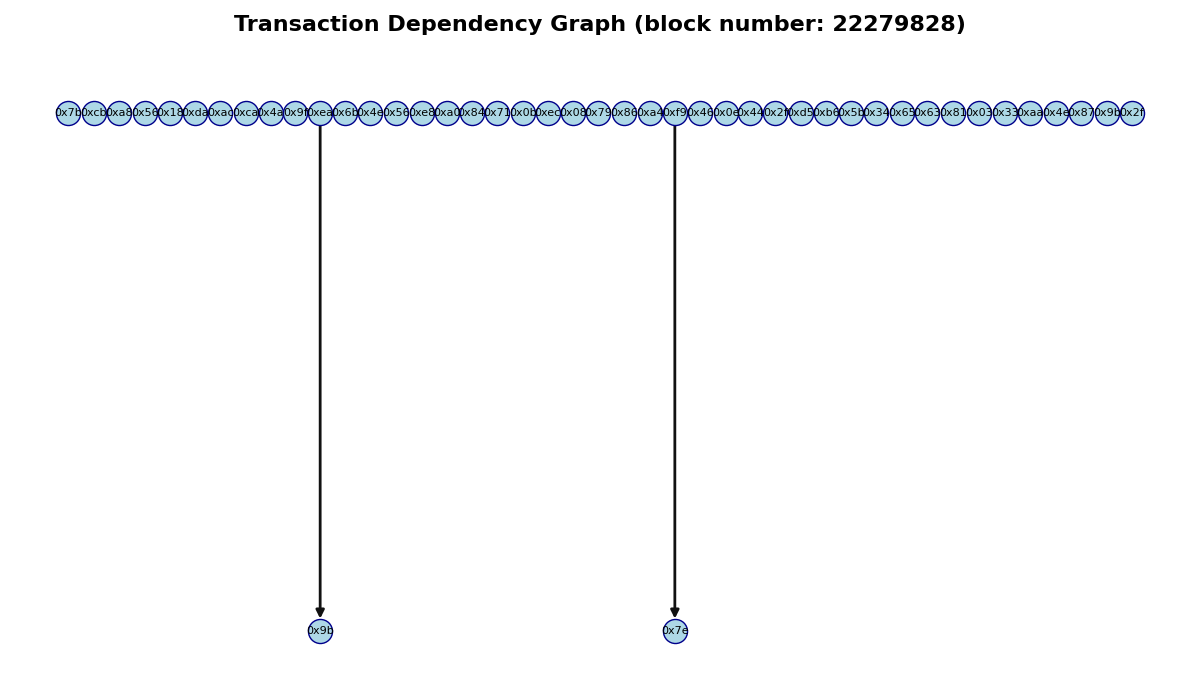 Transaction Dependency Graph (block number: 22279828)
0x7b 0xcb 0xa8 0x56 0x18 0xda 0xac 0xca 0x4a 0x9f 0xea 0x6b 0x4e 0x56 0xe8 0xa0 0x84 0x71 0x0b 0xec 0x08 0x79 0x86 0xa4 0xf9 0x46 0x0e 0x44 0x2f 0xd5 0xb6 0x5b 0x34 0x65 0x63 0x81 0x03 0x33 0xaa 0x4e 0x87 0x9b 0x2f
0x9b 0x7e